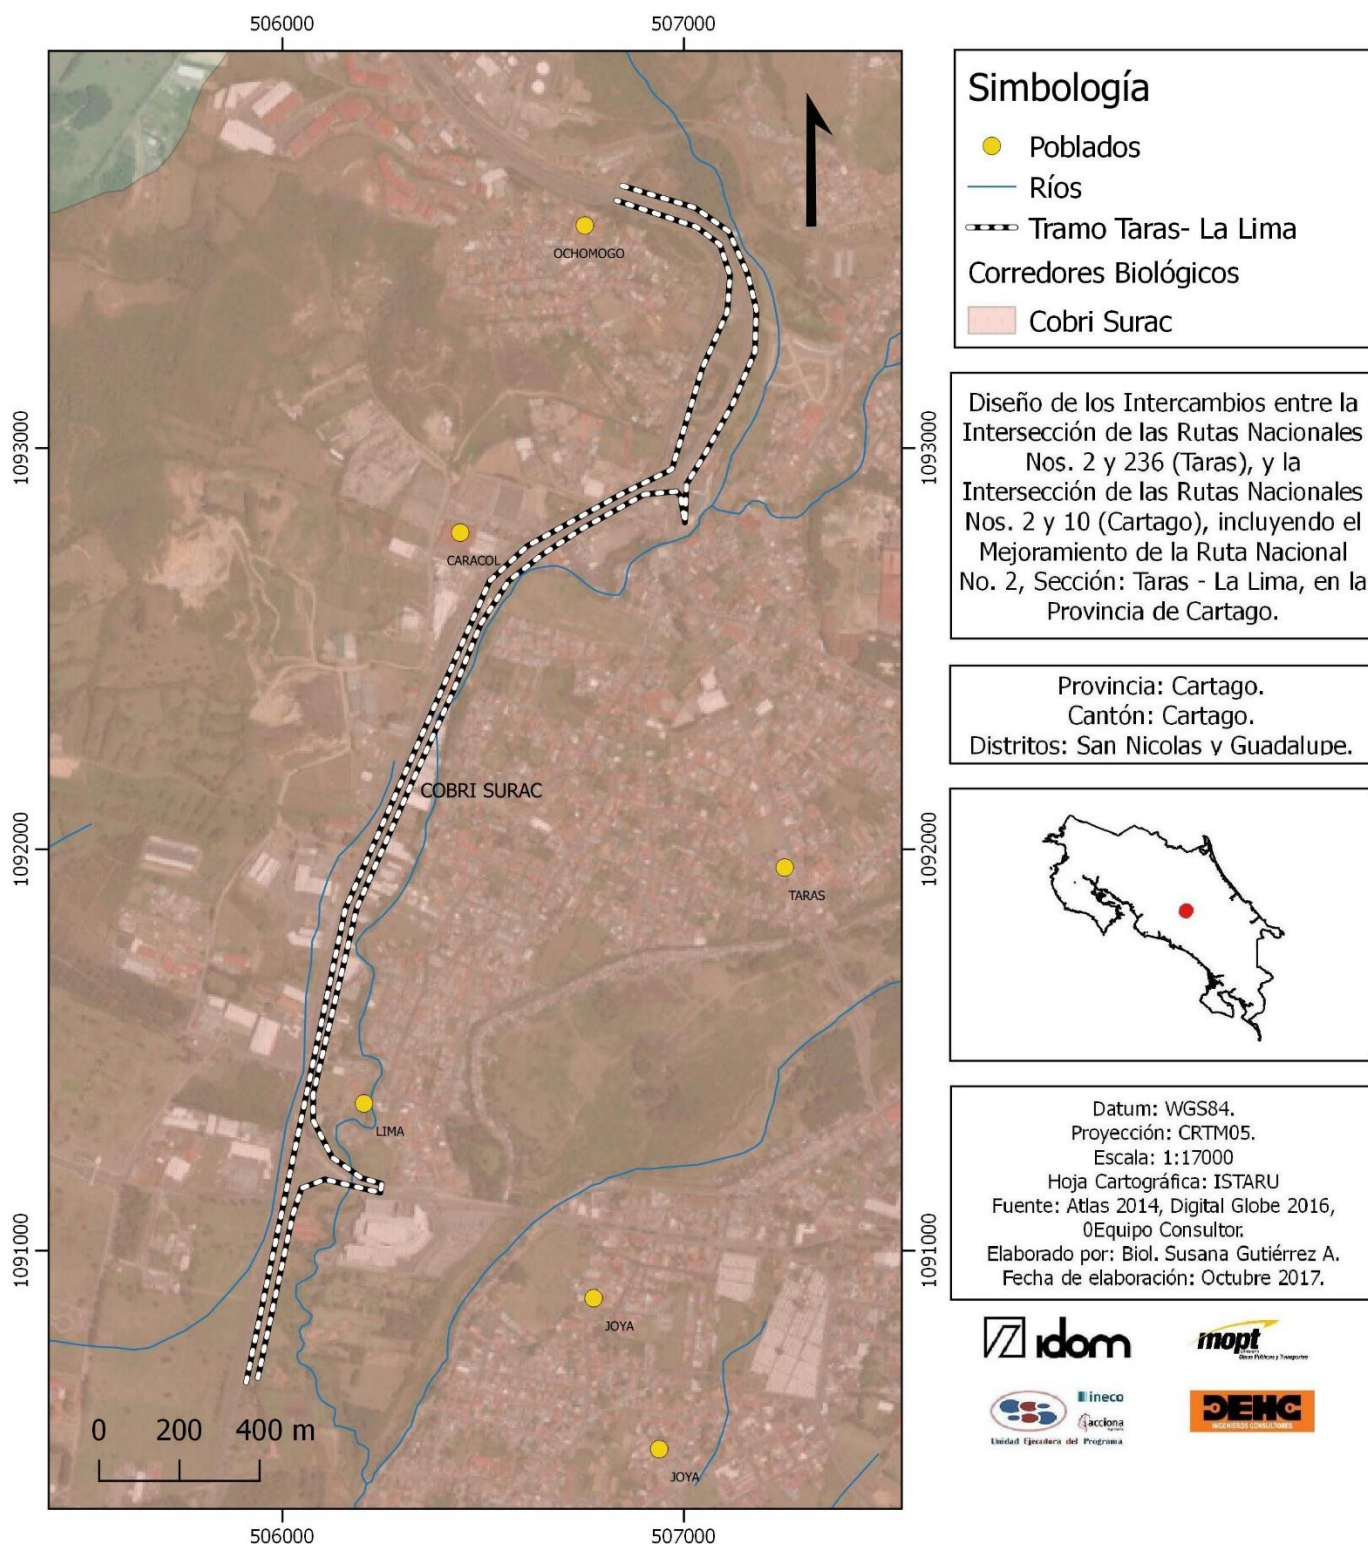 506000
507000
1093000
1092000
1091000
1093000
1092000
1091000
506000
507000
OCHOMOGO
CARACOL
COBRI SURAC
TARAS
LIMA
JOYA
JOYA
0 200 400 m
Simbología
Poblados
Ríos
Tramo Taras- La Lima
Corredores Biológicos
Cobri Surac
Diseño de los Intercambios entre la
Intersección de las Rutas Nacionales
Nos. 2 y 236 (Taras), y la
Intersección de las Rutas Nacionales
Nos. 2 y 10 (Cartago), incluyendo el
Mejoramiento de la Ruta Nacional
No. 2, Sección: Taras - La Lima, en la
Provincia de Cartago.
Provincia: Cartago.
Cantón: Cartago.
Distritos: San Nicolas y Guadalupe.
Datum: WGS84.
Proyección: CRTM05.
Escala: 1:17000
Hoja Cartográfica: ISTARU
Fuente: Atlas 2014, Digital Globe 2016,
0Equipo Consultor.
Elaborado por: Biol. Susana Gutiérrez A.
Fecha de elaboración: Octubre 2017.
idom
mopt
Obras Públicas y Transportes
ineco
acciona
Unidad Ejecutora del Programa
DEHC
INGENIEROS CONSULTORES